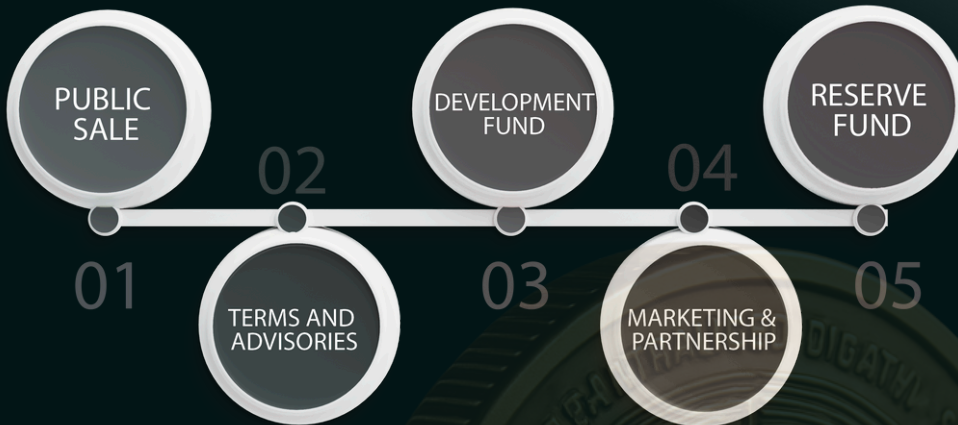 PUBLIC
SALE
01
02
TERMS AND
ADVISORIES
DEVELOPMENT
FUND
03
04
MARKETING &
PARTNERSHIP
RESERVE
FUND
05